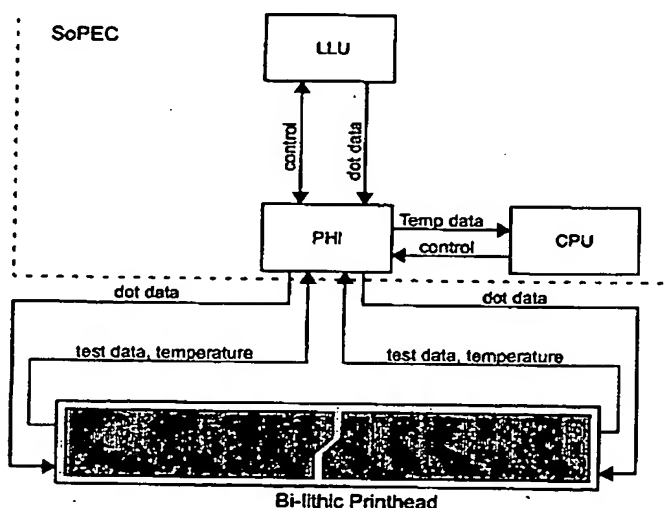 SoPEC
LLU
control
dot data
PHI
Temp data
control
CPU
dot data
dot data
test data, temperature
test data, temperature
Bi-lithic Printhead